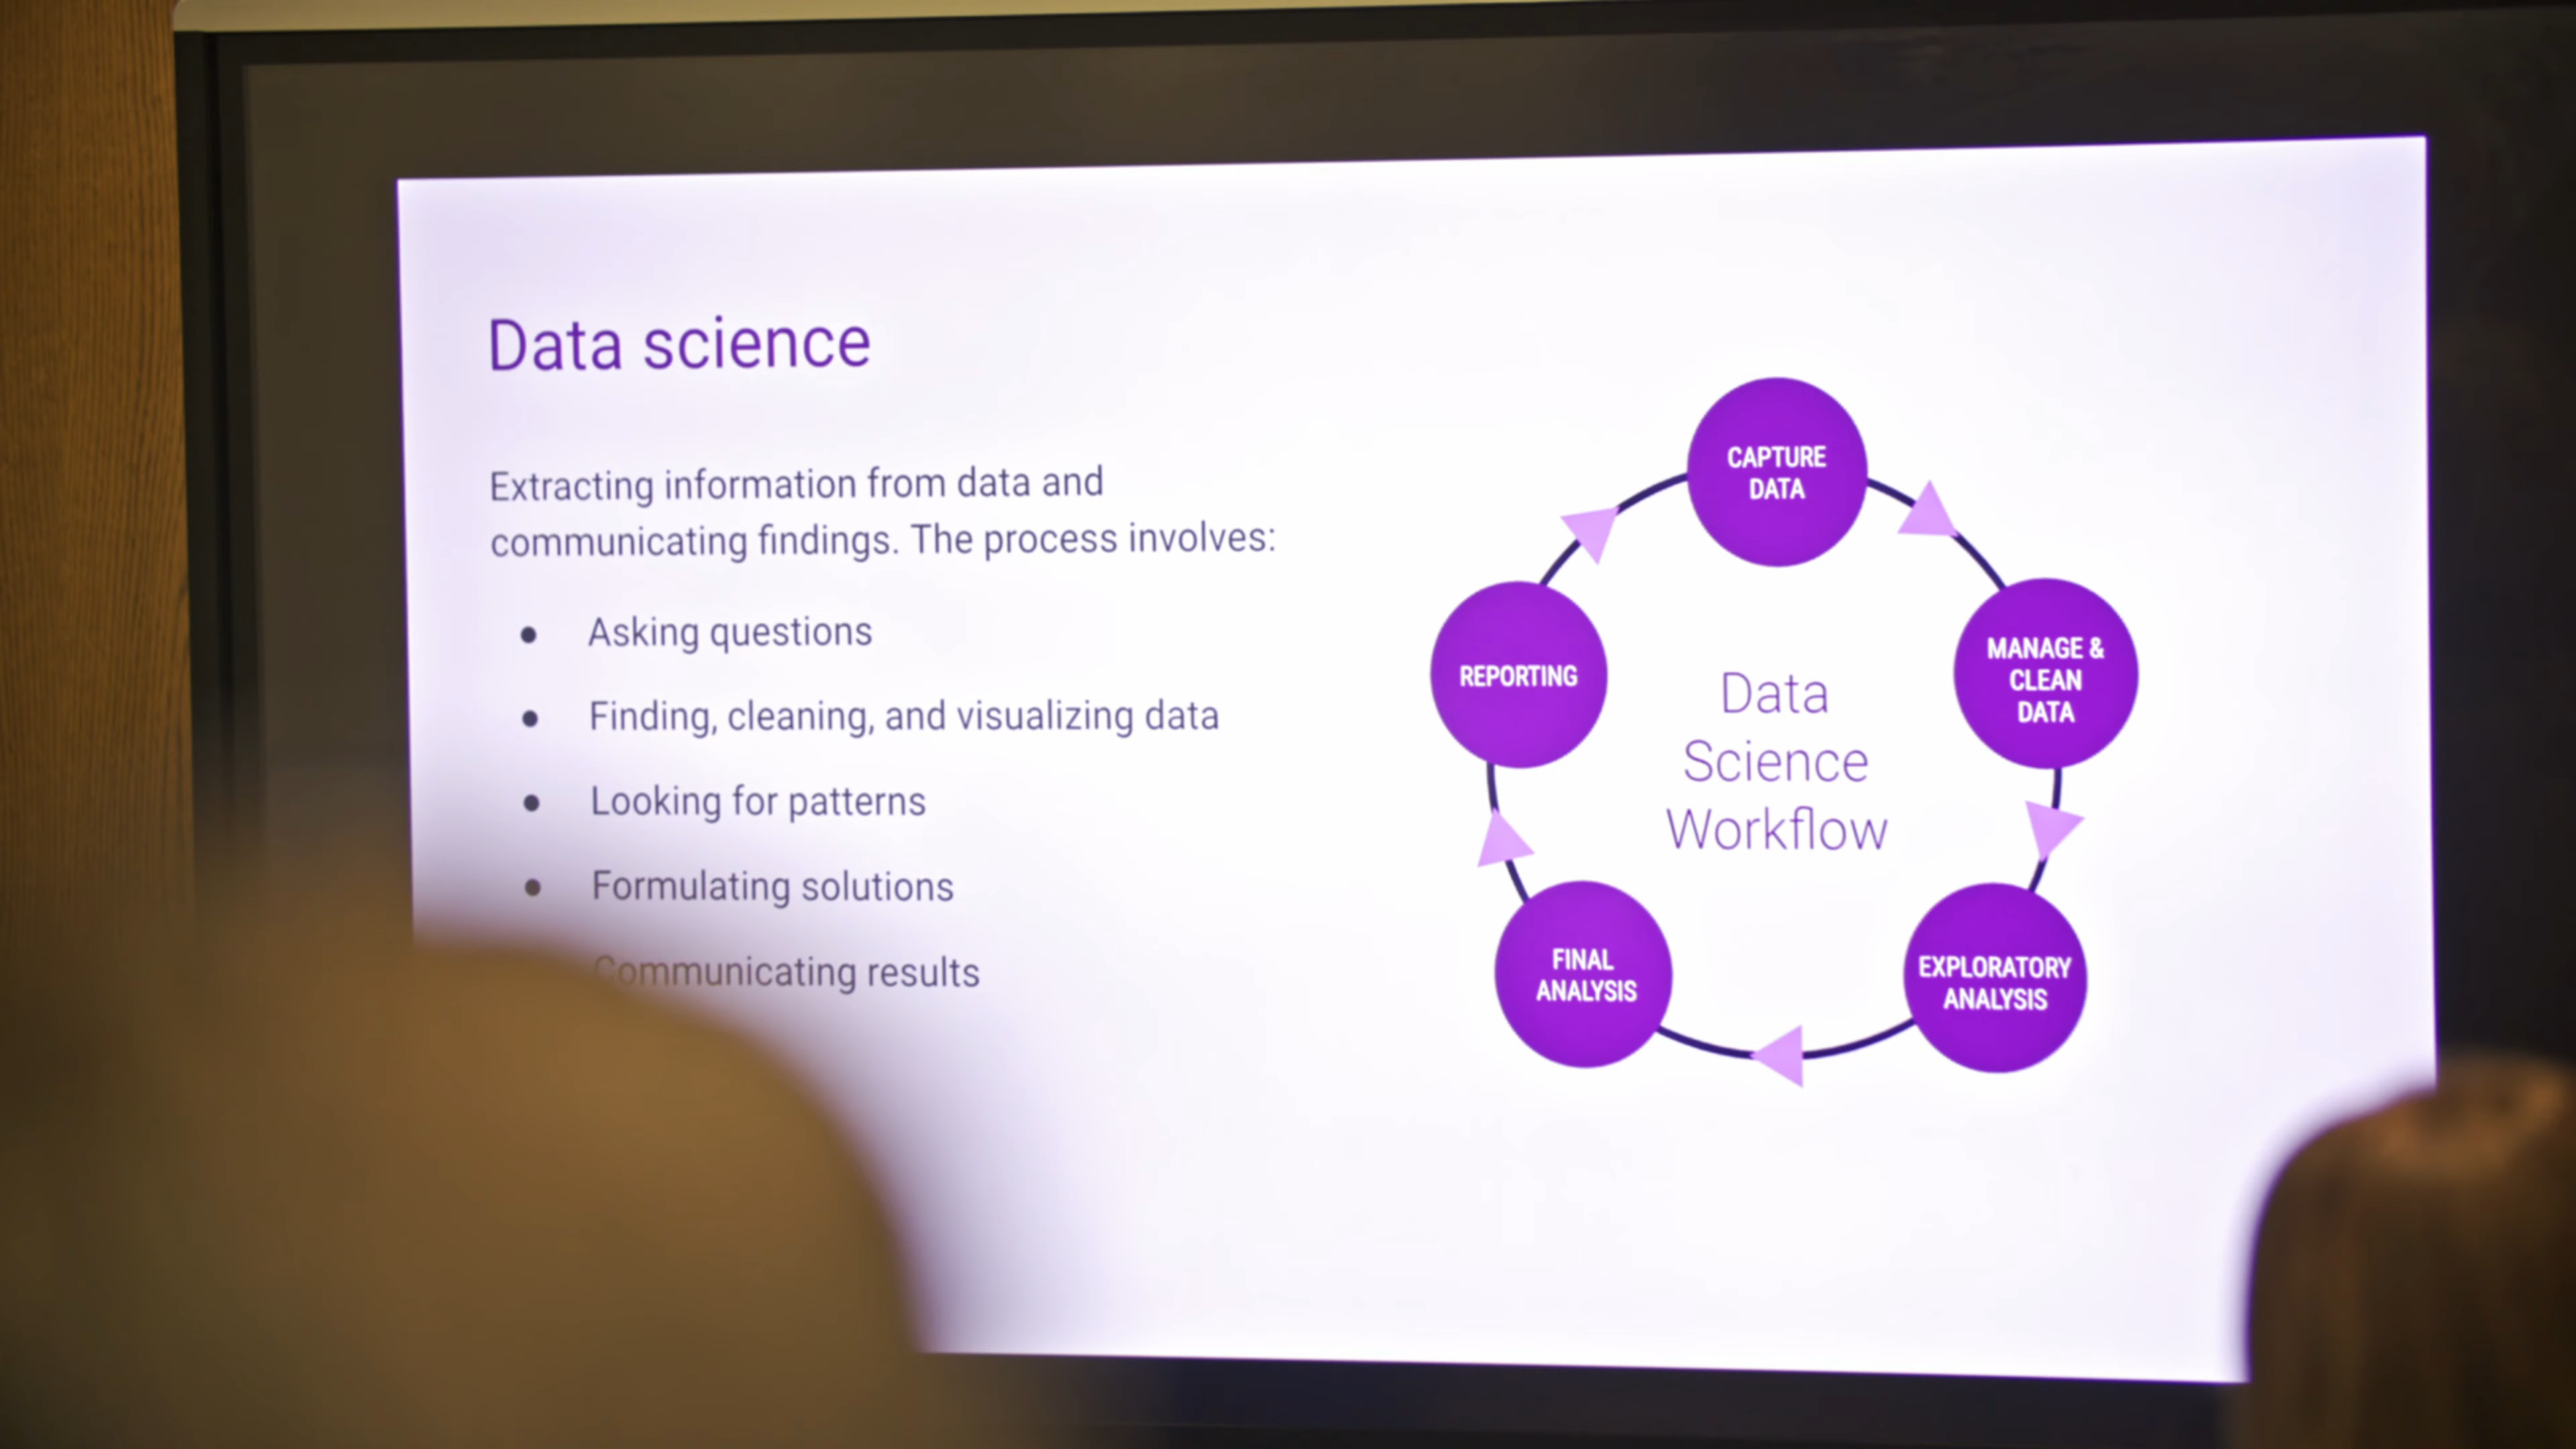 Data science
Extracting information from data and
communicating findings. The process involves:
• Asking questions
• Finding, cleaning, and visualizing data
• Looking for patterns
• Formulating solutions
Communicating results
CAPTURE
DATA
MANAGE &
CLEAN
DATA
EXPLORATORY
ANALYSIS
FINAL
ANALYSIS
REPORTING
Data
Science
Workflow